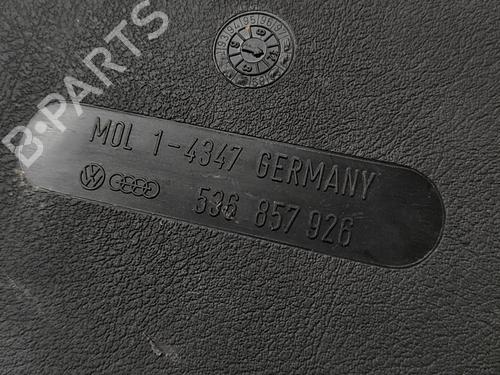 B-PARTS
MOL 1-4347 GERMANY
536 857 926